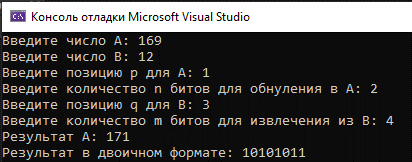 Консоль отладки Microsoft Visual Studio
Введите число A: 169
Введите число B: 12
Введите позицию p для A: 1
Введите количество n битов для обнуления в A: 2
Введите позицию q для B: 3
Введите количество m битов для извлечения из B: 4
Результат A: 171
Результат в двоичном формате: 10101011